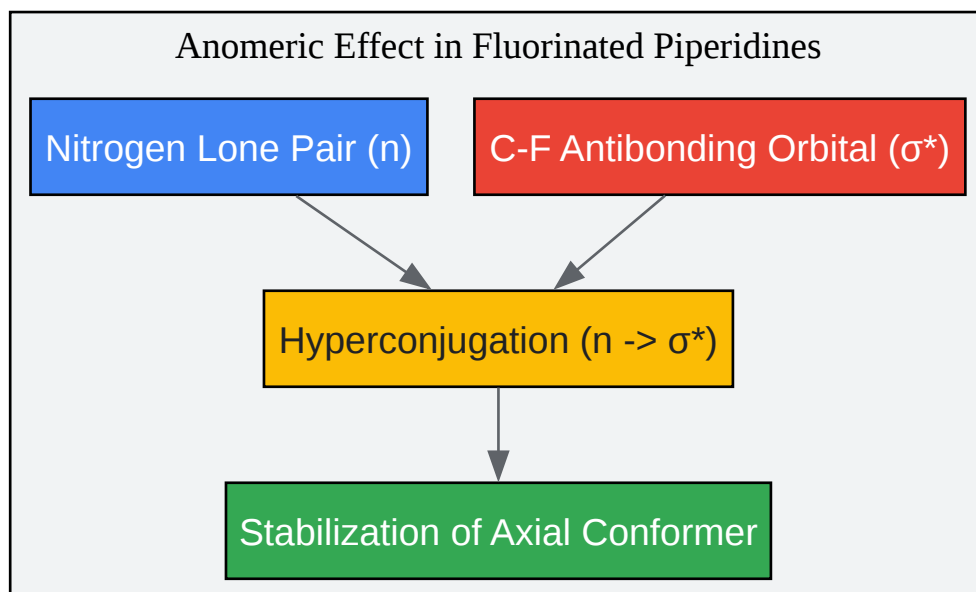 Anomeric Effect in Fluorinated Piperidines
Nitrogen Lone Pair (n)
C-F Antibonding Orbital (σ*)
Hyperconjugation (n -> σ*)
Stabilization of Axial Conformer